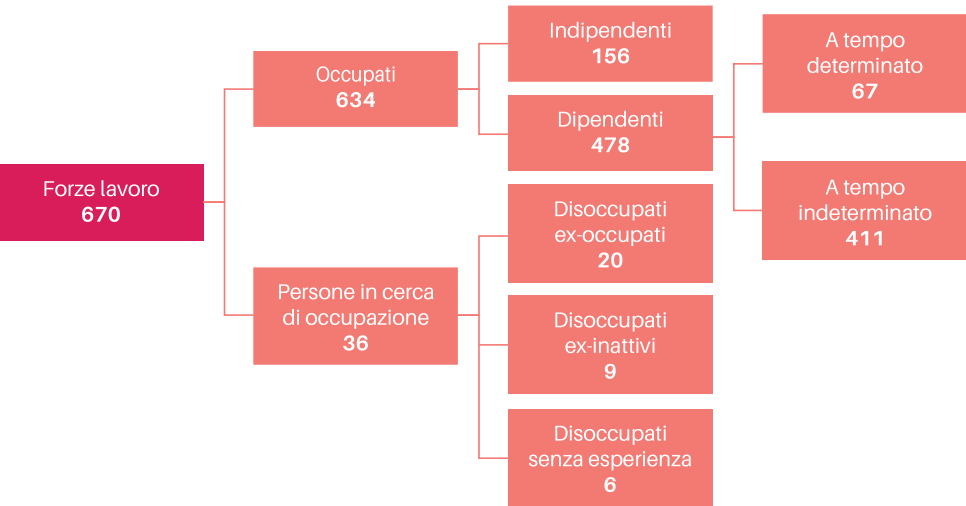 Forze lavoro
670
Occupati
634
Persone in cerca
di occupazione
36
Indipendenti
156
Dipendenti
478
Disoccupati
ex-occupati
20
Disoccupati
ex-inattivi
9
Disoccupati
senza esperienza
6
A tempo
determinato
67
A tempo
indeterminato
411